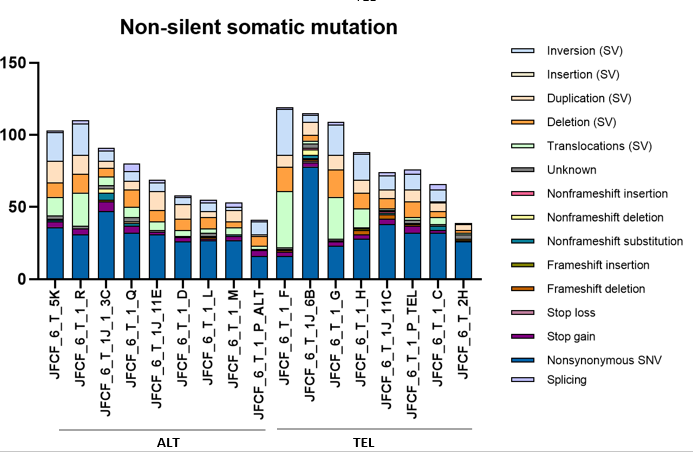 Non-silent somatic mutation
150
100
50
0
JFCF_6_T_5K
JFCF_6_T_1_R
JFCF_6_T_1J_1_3C
JFCF_6_T_1_Q
JFCF_6_T_1J_11E
JFCF_6_T_1_D
JFCF_6_T_1_L
JFCF_6_T_1_M
JFCF_6_T_1_P_ALT
JFCF_6_T_1_F
JFCF_6_T_1J_6B
JFCF_6_T_1_G
JFCF_6_T_1_H
JFCF_6_T_1J_11C
JFCF_6_T_1_P_TEL
JFCF_6_T_1_C
JFCF_6_T_2H
ALT
TEL
Inversion (SV)
Insertion (SV)
Duplication (SV)
Deletion (SV)
Translocations (SV)
Unknown
Nonframeshift insertion
Nonframeshift deletion
Nonframeshift substitution
Frameshift insertion
Frameshift deletion
Stop loss
Stop gain
Nonsynonymous SNV
Splicing